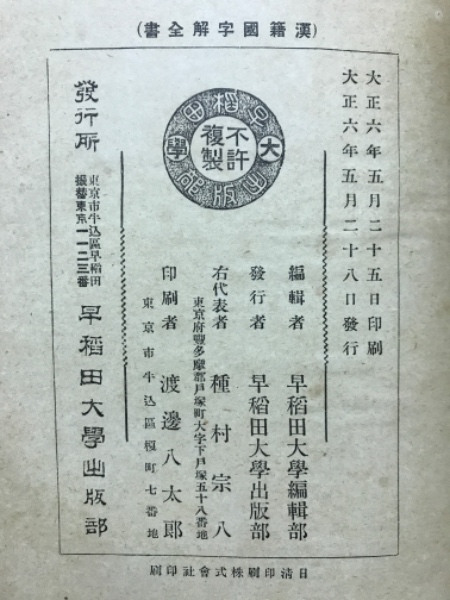 (漢籍國字解全書)
大正六年五月二十五日印刷
大正六年五月二十八日發行
早稻田大學出版部
不許
複製
編輯者 早稻田大學編輯部
發行者 早稻田大學出版部
右代表者 種村宗八
東京府豐多摩郡戸塚町大字下戸塚五十八番地
印刷者 渡邊八太郎
東京市牛込區榎町七番地
發行所 早稻田大學出版部
東京市牛込區早稻田
振替東京一一二三番
日清印刷株式會社印刷